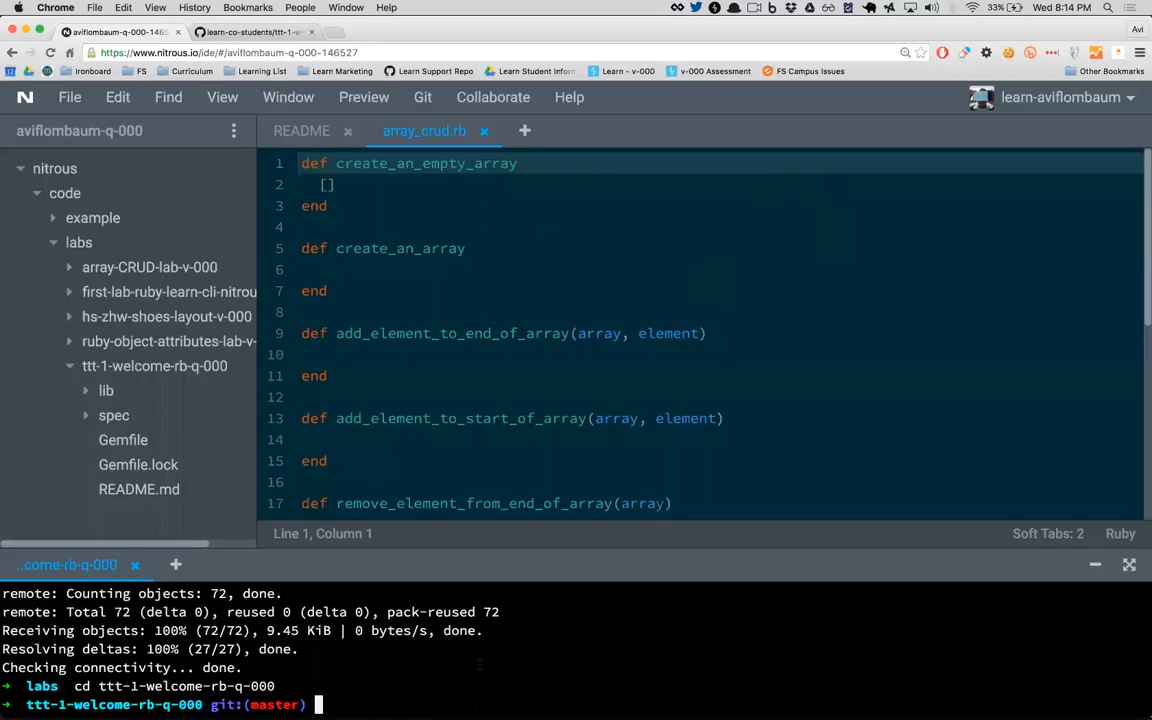 Chrome File Edit View History Bookmarks People Window Help 33% Wed 8:14 PM
aviflombaum-q-000-1465 learn-co-students/ttt-1-w Avi
https://www.nitrous.io/ide/#/aviflombaum-q-000-146527
Ironboard FS Curriculum Learning List Learn Marketing Learn Support Repo Learn Student Infor Learn - v-000 v-000 Assessment FS Campus Issues Other Bookmarks
N File Edit Find View Window Preview Git Collaborate Help learn-aviflombaum
aviflombaum-q-000 README array_crud.rb
nitrous
code
example
labs
array-CRUD-lab-v-000
first-lab-ruby-learn-cli-nitrou
hs-zhw-shoes-layout-v-000
ruby-object-attributes-lab-v-
ttt-1-welcome-rb-q-000
lib
spec
Gemfile
Gemfile.lock
README.md
1 def create_an_empty_array
2 []
3 end
4
5 def create_an_array
6
7 end
8
9 def add_element_to_end_of_array(array, element)
10
11 end
12
13 def add_element_to_start_of_array(array, element)
14
15 end
16
17 def remove_element_from_end_of_array(array)
Line 1, Column 1 Soft Tabs: 2 Ruby
..come-rb-q-000
remote: Counting objects: 72, done.
remote: Total 72 (delta 0), reused 0 (delta 0), pack-reused 72
Receiving objects: 100% (72/72), 9.45 KiB | 0 bytes/s, done.
Resolving deltas: 100% (27/27), done.
Checking connectivity... done.
→ labs cd ttt-1-welcome-rb-q-000
→ ttt-1-welcome-rb-q-000 git:(master)